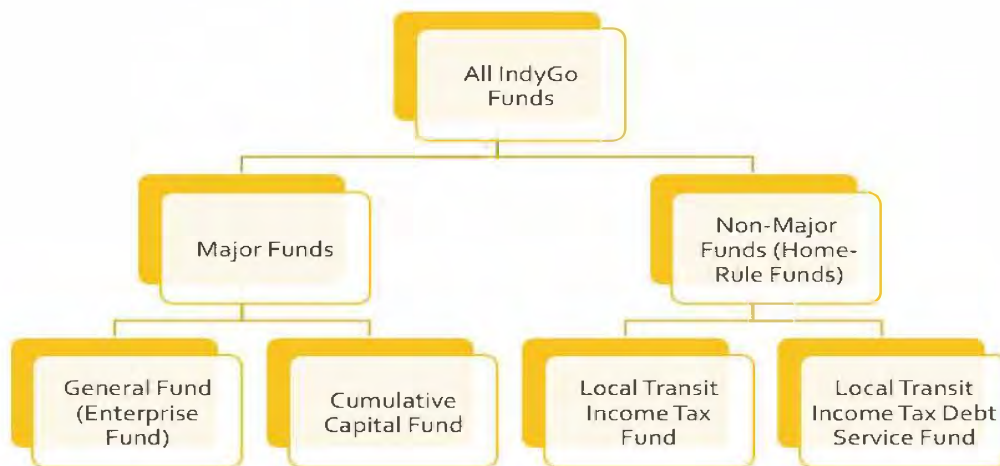 All IndyGo
Funds
Major Funds
Non-Major
Funds (Home-
Rule Funds)
General Fund
(Enterprise
Fund)
Cumulative
Capital Fund
Local Transit
Income Tax
Fund
Local Transit
Income Tax Debt
Service Fund